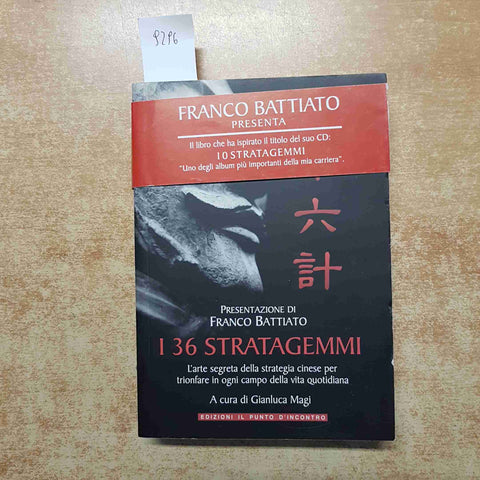 9296
FRANCO BATTIATO
PRESENTA
Il libro che ha ispirato il titolo del suo CD:
10 STRATAGEMMI
"Uno degli album più importanti della mia carriera".
六
計
PRESENTAZIONE DI
FRANCO BATTIATO
I 36 STRATAGEMMI
L'arte segreta della strategia cinese per
trionfare in ogni campo della vita quotidiana
A cura di Gianluca Magi
EDIZIONI IL PUNTO D'INCONTRO